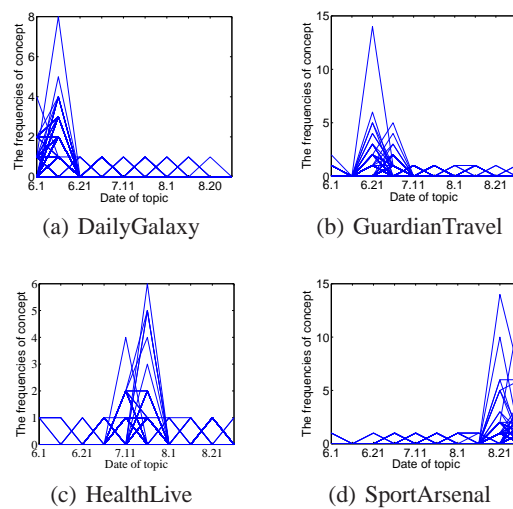 The frequencies of concept
8
6
4
2
0
6.1 6.21 7.11 8.1 8.20
Date of topic
(a) DailyGalaxy
The frequencies of concept
15
10
5
0
6.1 6.21 7.11 8.1 8.21
Date of topic
(b) GuardianTravel
The frequencies of concept
6
5
4
3
2
1
0
6.1 6.21 7.11 8.1 8.21
Date of topic
(c) HealthLive
The frequencies of concept
15
10
5
0
6.1 6.21 7.11 8.1 8.21
Date of topic
(d) SportArsenal